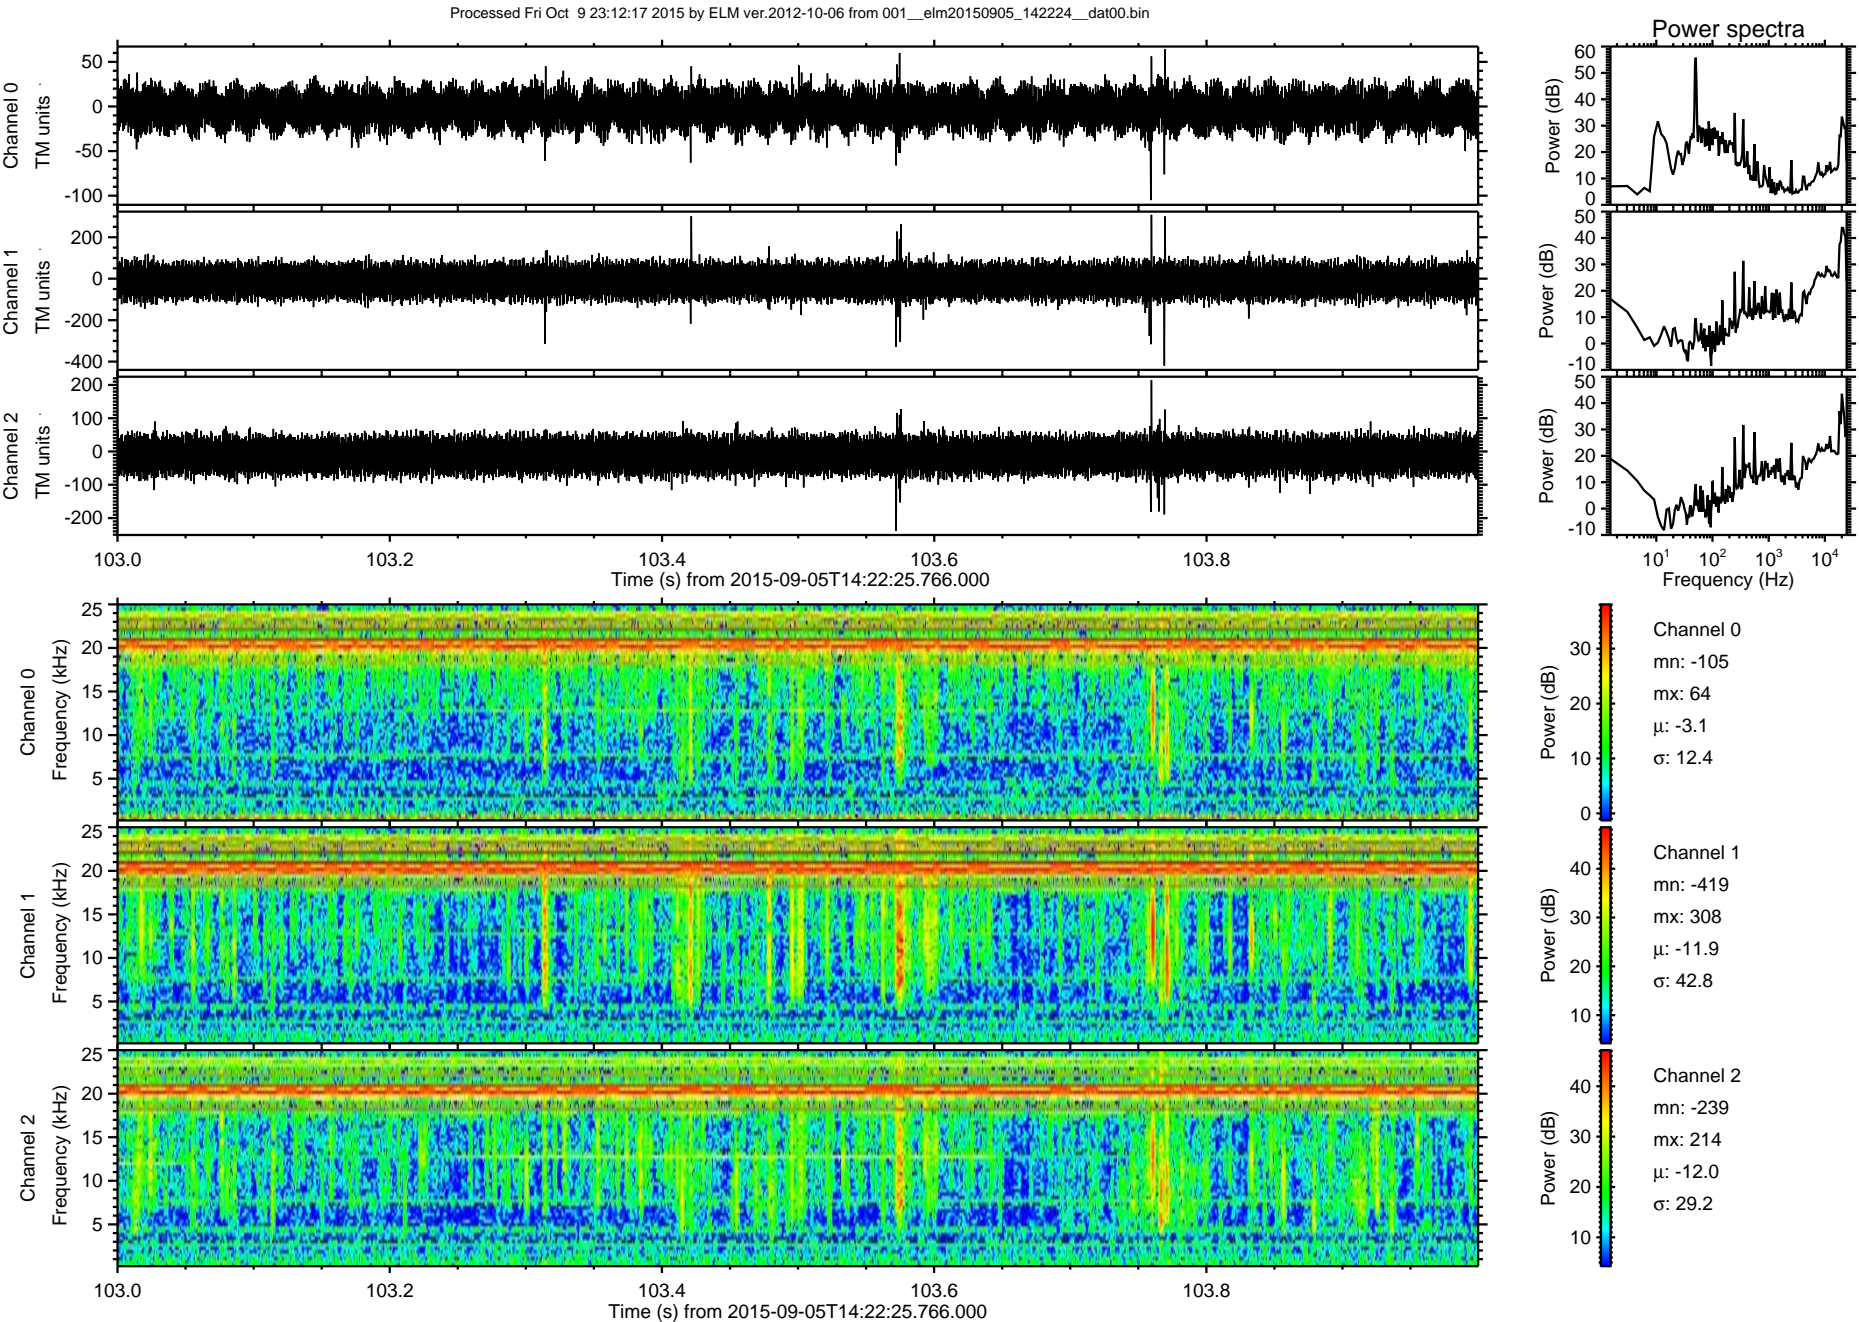 Processed Fri Oct  9 23:12:17 2015 by ELM ver.2012-10-06 from 001__elm20150905_142224__dat00.bin
Power spectra
Channel 0
TM units
50
0
-50
-100
Power (dB)
60
50
40
30
20
10
0
Channel 1
TM units
200
0
-200
-400
Power (dB)
50
40
30
20
10
0
-10
Channel 2
TM units
200
100
0
-100
-200
Power (dB)
50
40
30
20
10
0
-10
103.0 103.2 103.4 103.6 103.8
Time (s) from 2015-09-05T14:22:25.766.000
10¹ 10² 10³ 10⁴
Frequency (Hz)
Channel 0
Frequency (kHz)
25
20
15
10
5
Power (dB)
30
20
10
0
Channel 0
mn: -105
mx: 64
μ: -3.1
σ: 12.4
Channel 1
Frequency (kHz)
25
20
15
10
5
Power (dB)
40
30
20
10
Channel 1
mn: -419
mx: 308
μ: -11.9
σ: 42.8
Channel 2
Frequency (kHz)
25
20
15
10
5
Power (dB)
40
30
20
10
Channel 2
mn: -239
mx: 214
μ: -12.0
σ: 29.2
103.0 103.2 103.4 103.6 103.8
Time (s) from 2015-09-05T14:22:25.766.000